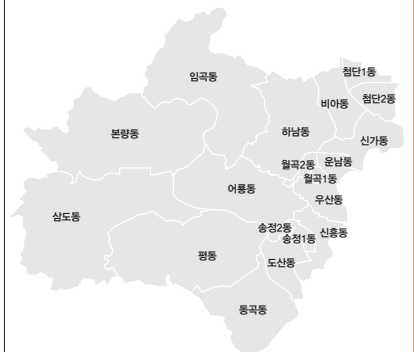 첨단1동
임곡동
첨단2동
비아동
본량동
하남동
신가동
월곡2동
운남동
월곡1동
어룡동
우산동
삼도동
송정2동
신흥동
송정1동
평동
도산동
동곡동